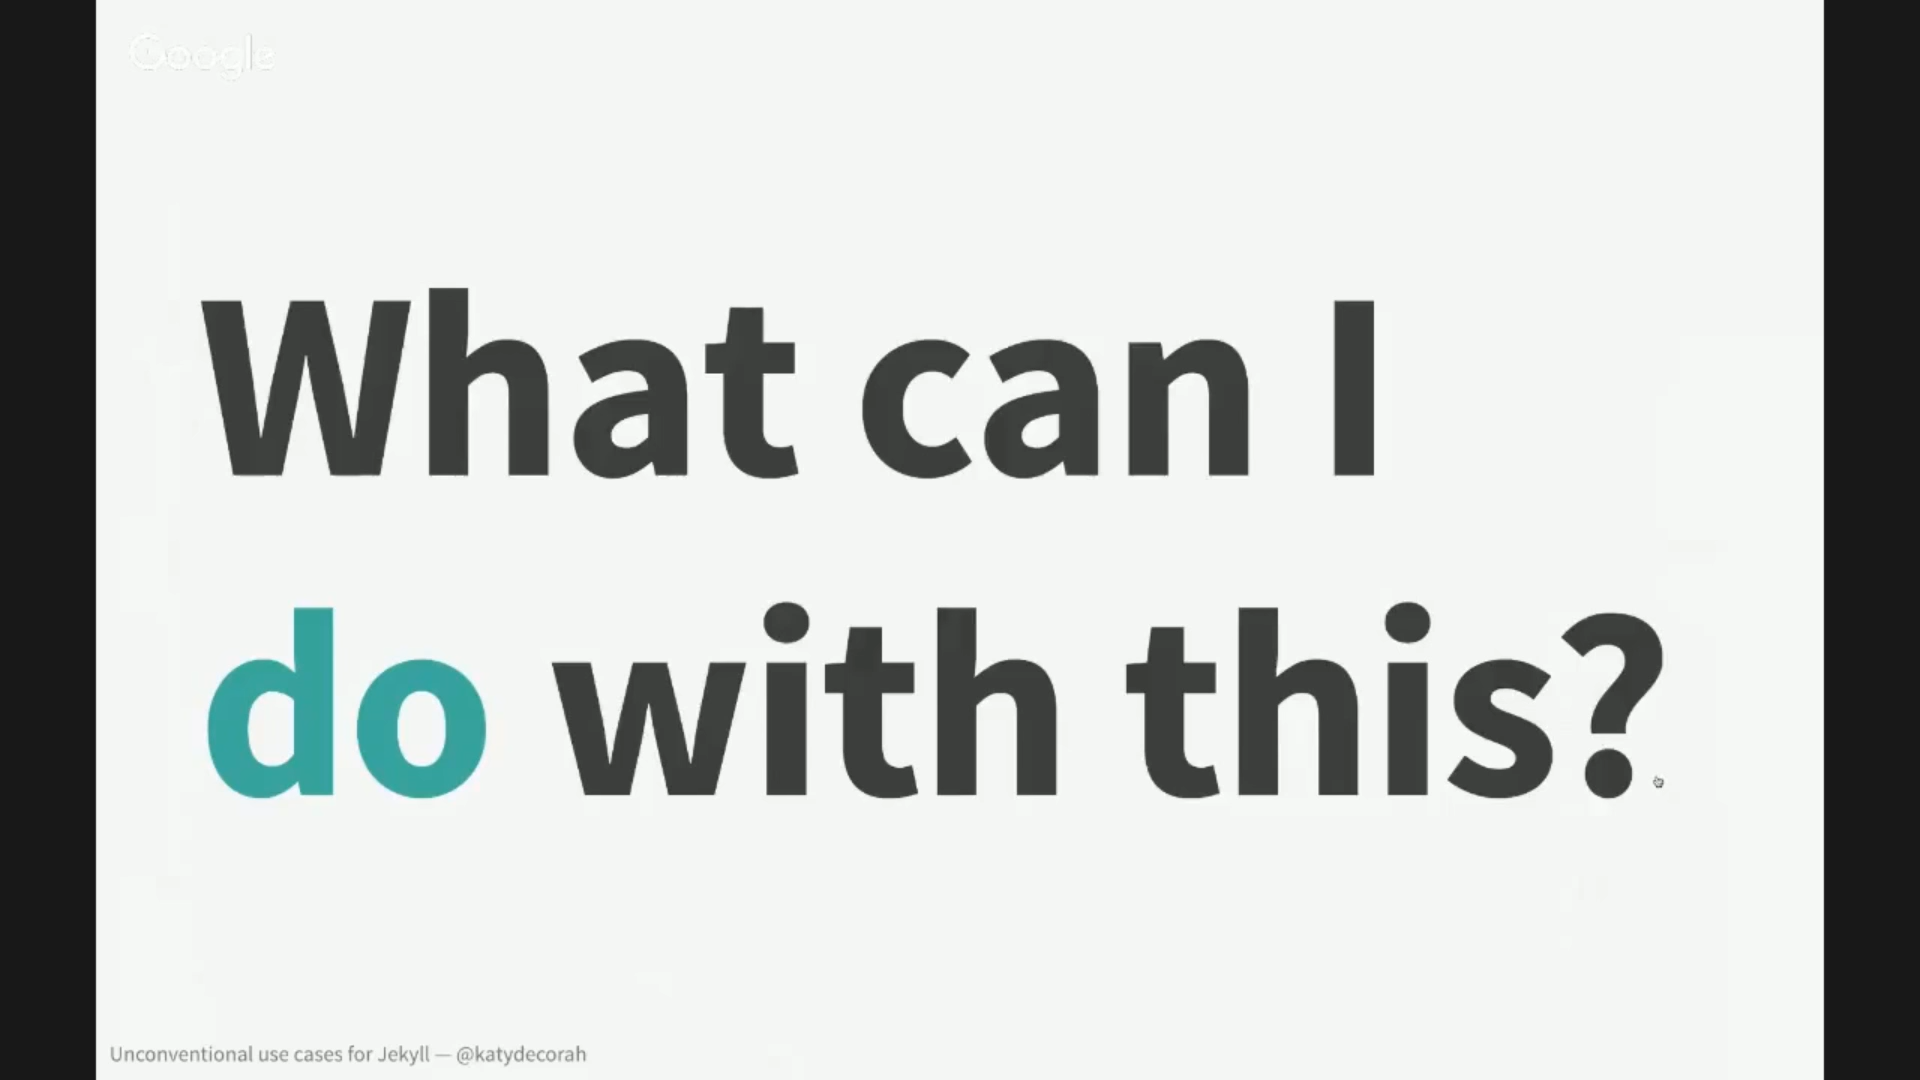 Google
What can I
do with this?
Unconventional use cases for Jekyll — @katydecorah